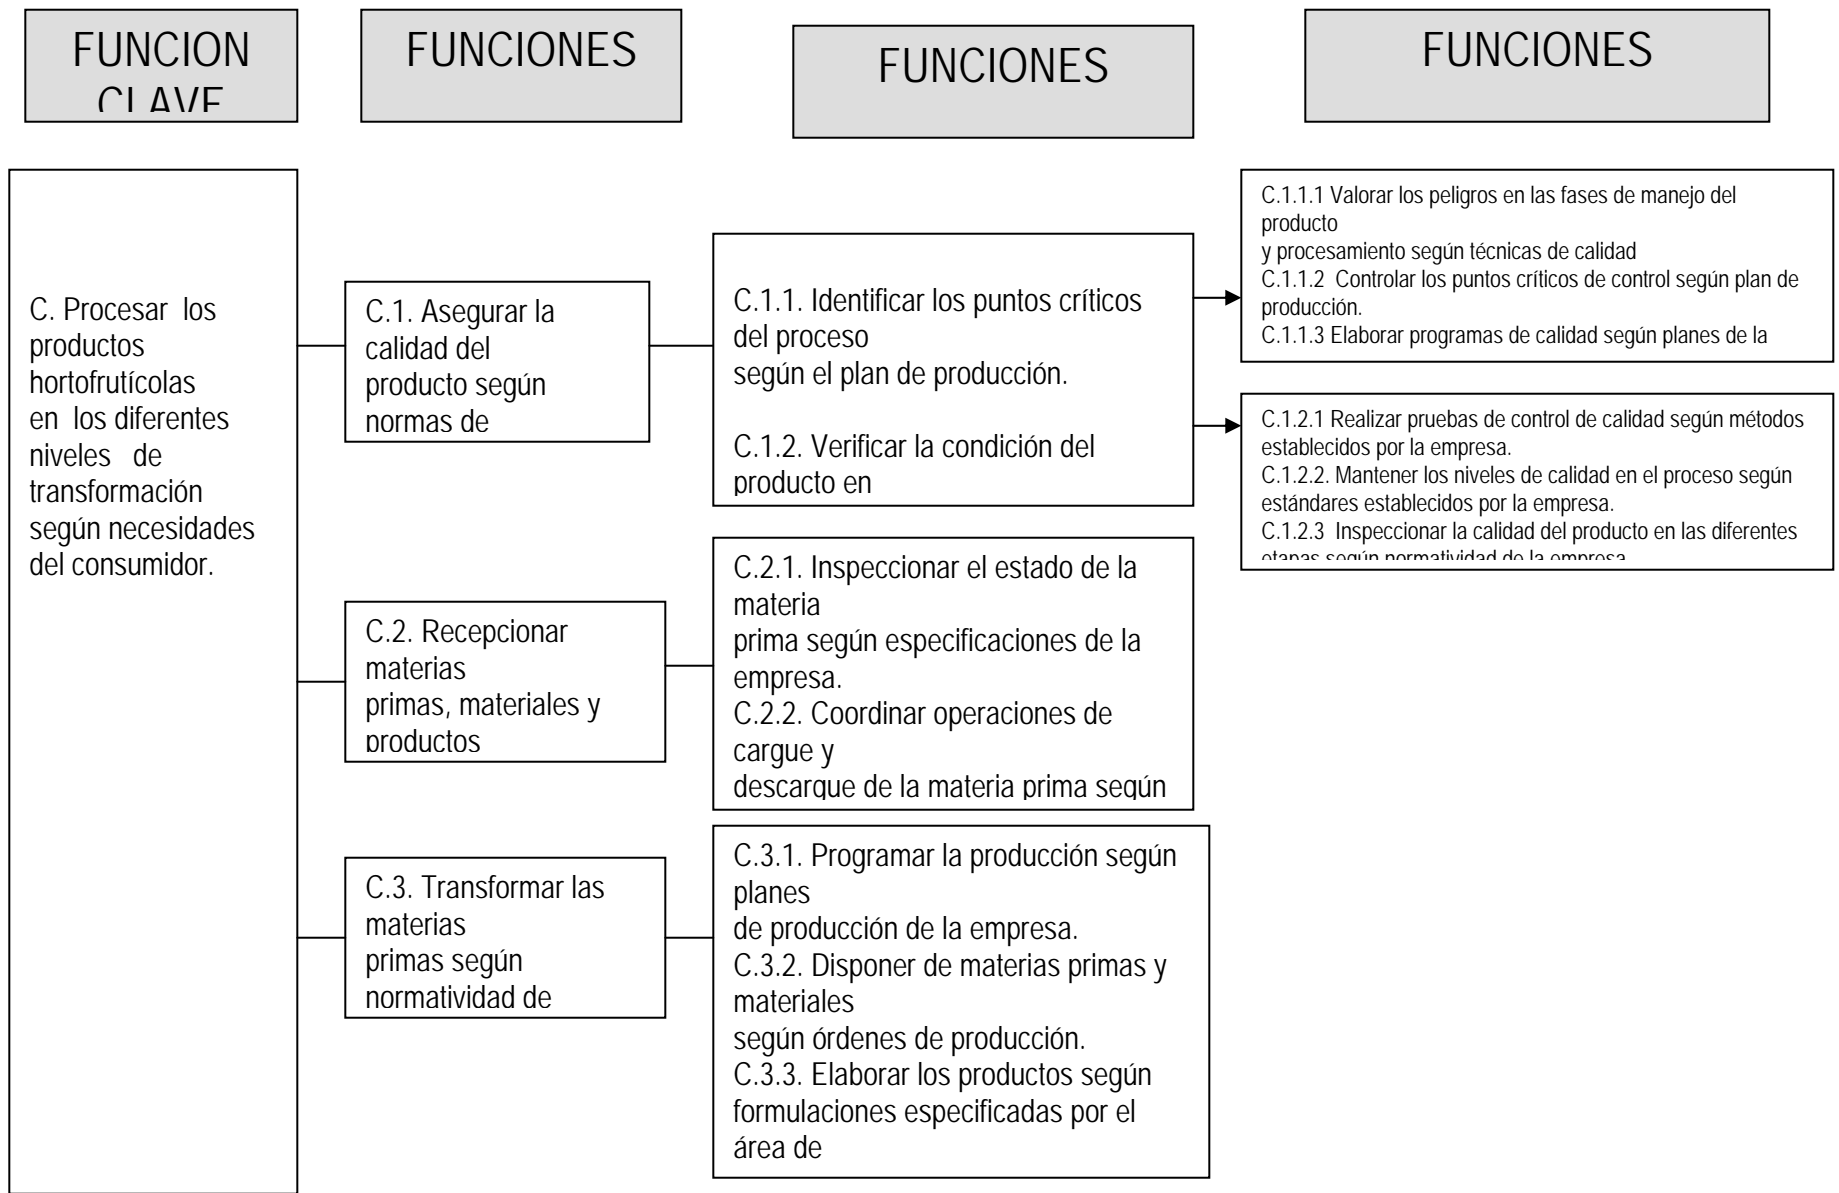 FUNCION
CLAVE
FUNCIONES
FUNCIONES
FUNCIONES
C. Procesar los
productos
hortofrutícolas
en los diferentes
niveles de
transformación
según necesidades
del consumidor.
C.1. Asegurar la
calidad del
producto según
normas de
C.1.1. Identificar los puntos críticos
del proceso
según el plan de producción.
C.1.2. Verificar la condición del
producto en
C.1.1.1 Valorar los peligros en las fases de manejo del
producto
y procesamiento según técnicas de calidad
C.1.1.2 Controlar los puntos críticos de control según plan de
producción.
C.1.1.3 Elaborar programas de calidad según planes de la
C.1.2.1 Realizar pruebas de control de calidad según métodos
establecidos por la empresa.
C.1.2.2. Mantener los niveles de calidad en el proceso según
estándares establecidos por la empresa.
C.1.2.3 Inspeccionar la calidad del producto en las diferentes
etapas según normatividad de la empresa
C.2. Recepcionar
materias
primas, materiales y
productos
C.2.1. Inspeccionar el estado de la
materia
prima según especificaciones de la
empresa.
C.2.2. Coordinar operaciones de
cargue y
descargue de la materia prima según
C.3. Transformar las
materias
primas según
normatividad de
C.3.1. Programar la producción según
planes
de producción de la empresa.
C.3.2. Disponer de materias primas y
materiales
según órdenes de producción.
C.3.3. Elaborar los productos según
formulaciones especificadas por el
área de